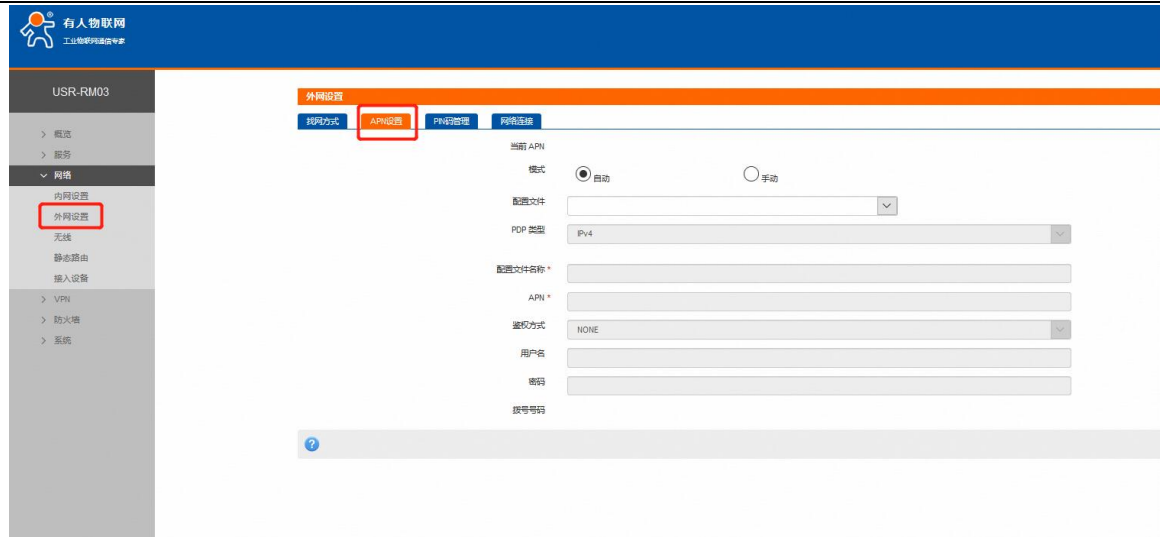 有人物联网
工业物联网通信专家
USR-RM03
> 概览
> 服务
网络
内网设置
外网设置
无线
静态路由
接入设备
> VPN
> 防火墙
> 系统
外网设置
找网方式 APN设置 PIN码管理 网络连接
当前 APN
模式 自动 手动
配置文件
PDP 类型 IPv4
配置文件名称 *
APN *
鉴权方式 NONE
用户名
密码
拨号号码
?